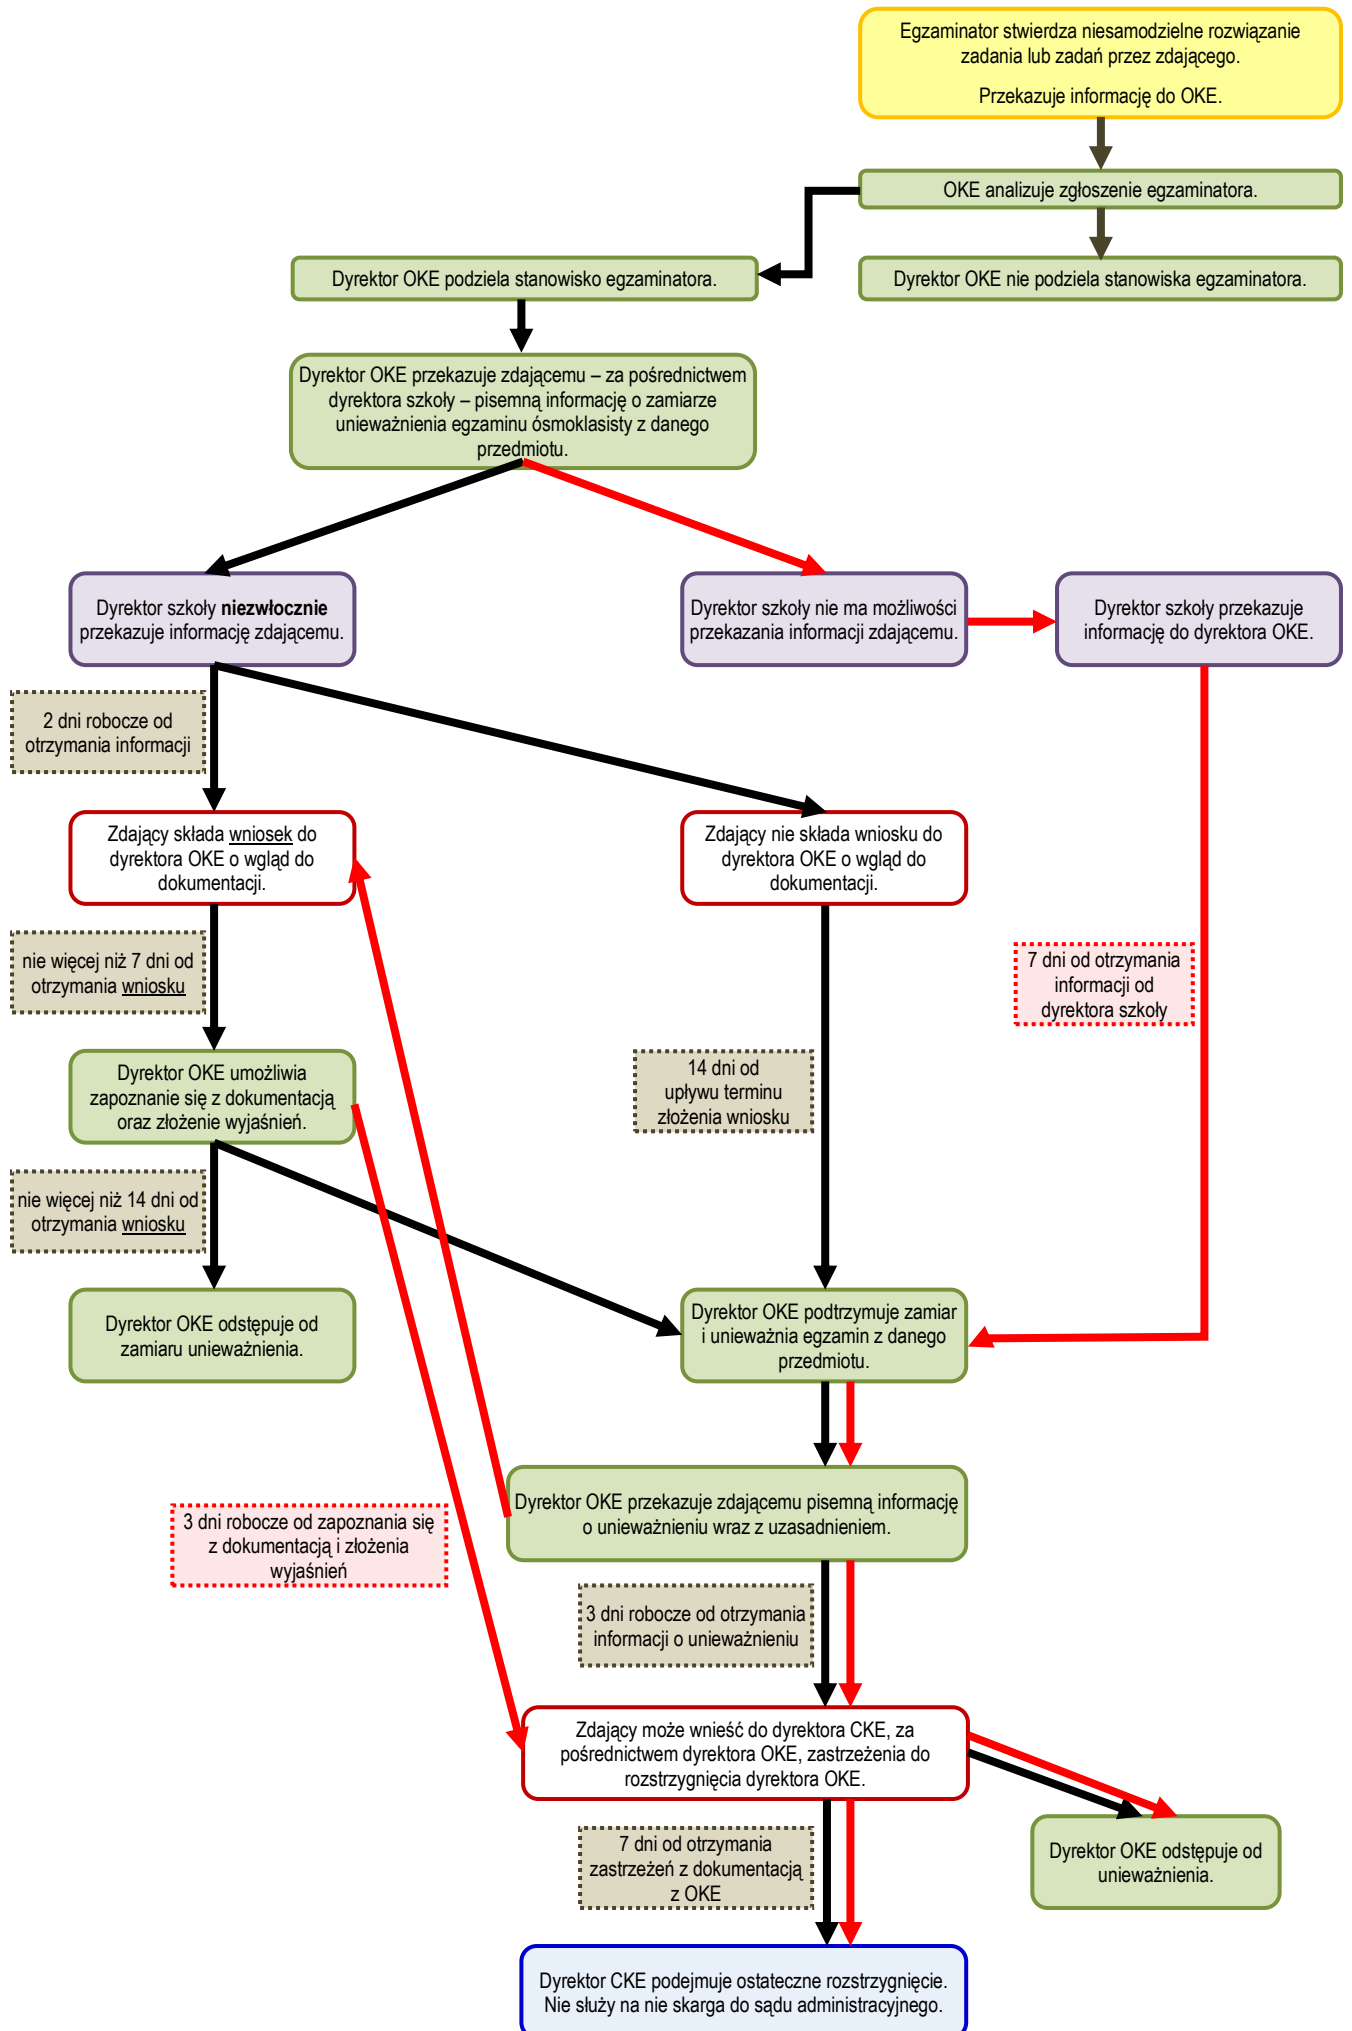 Egzaminator stwierdza niesamodzielne rozwiązanie
zadania lub zadań przez zdającego.
Przekazuje informację do OKE.
OKE analizuje zgłoszenie egzaminatora.
Dyrektor OKE podziela stanowisko egzaminatora.
Dyrektor OKE nie podziela stanowiska egzaminatora.
Dyrektor OKE przekazuje zdającemu – za pośrednictwem
dyrektora szkoły – pisemną informację o zamiarze
unieważnienia egzaminu ósmoklasisty z danego
przedmiotu.
Dyrektor szkoły niezwłocznie
przekazuje informację zdającemu.
Dyrektor szkoły nie ma możliwości
przekazania informacji zdającemu.
Dyrektor szkoły przekazuje
informację do dyrektora OKE.
2 dni robocze od
otrzymania informacji
Zdający składa wniosek do
dyrektora OKE o wgląd do
dokumentacji.
Zdający nie składa wniosku do
dyrektora OKE o wgląd do
dokumentacji.
nie więcej niż 7 dni od
otrzymania wniosku
7 dni od otrzymania
informacji od
dyrektora szkoły
Dyrektor OKE umożliwia
zapoznanie się z dokumentacją
oraz złożenie wyjaśnień.
14 dni od
upływu terminu
złożenia wniosku
nie więcej niż 14 dni od
otrzymania wniosku
Dyrektor OKE odstępuje od
zamiaru unieważnienia.
Dyrektor OKE podtrzymuje zamiar
i unieważnia egzamin z danego
przedmiotu.
Dyrektor OKE przekazuje zdającemu pisemną informację
o unieważnieniu wraz z uzasadnieniem.
3 dni robocze od zapoznania się
z dokumentacją i złożenia
wyjaśnień
3 dni robocze od otrzymania
informacji o unieważnieniu
Zdający może wnieść do dyrektora CKE, za
pośrednictwem dyrektora OKE, zastrzeżenia do
rozstrzygnięcia dyrektora OKE.
7 dni od otrzymania
zastrzeżeń z dokumentacją
z OKE
Dyrektor OKE odstępuje od
unieważnienia.
Dyrektor CKE podejmuje ostateczne rozstrzygnięcie.
Nie służy na nie skarga do sądu administracyjnego.